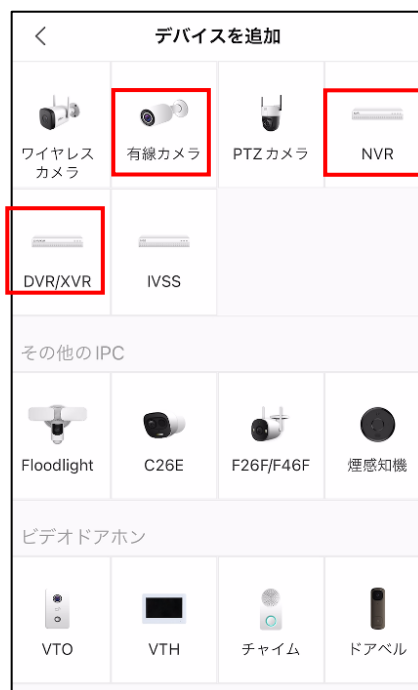 デバイスを追加
ワイヤレス
カメラ
有線カメラ
PTZ カメラ
NVR
DVR/XVR
IVSS
その他の IPC
Floodlight
C26E
F26F/F46F
煙感知機
ビデオドアホン
VTO
VTH
チャイム
ドアベル